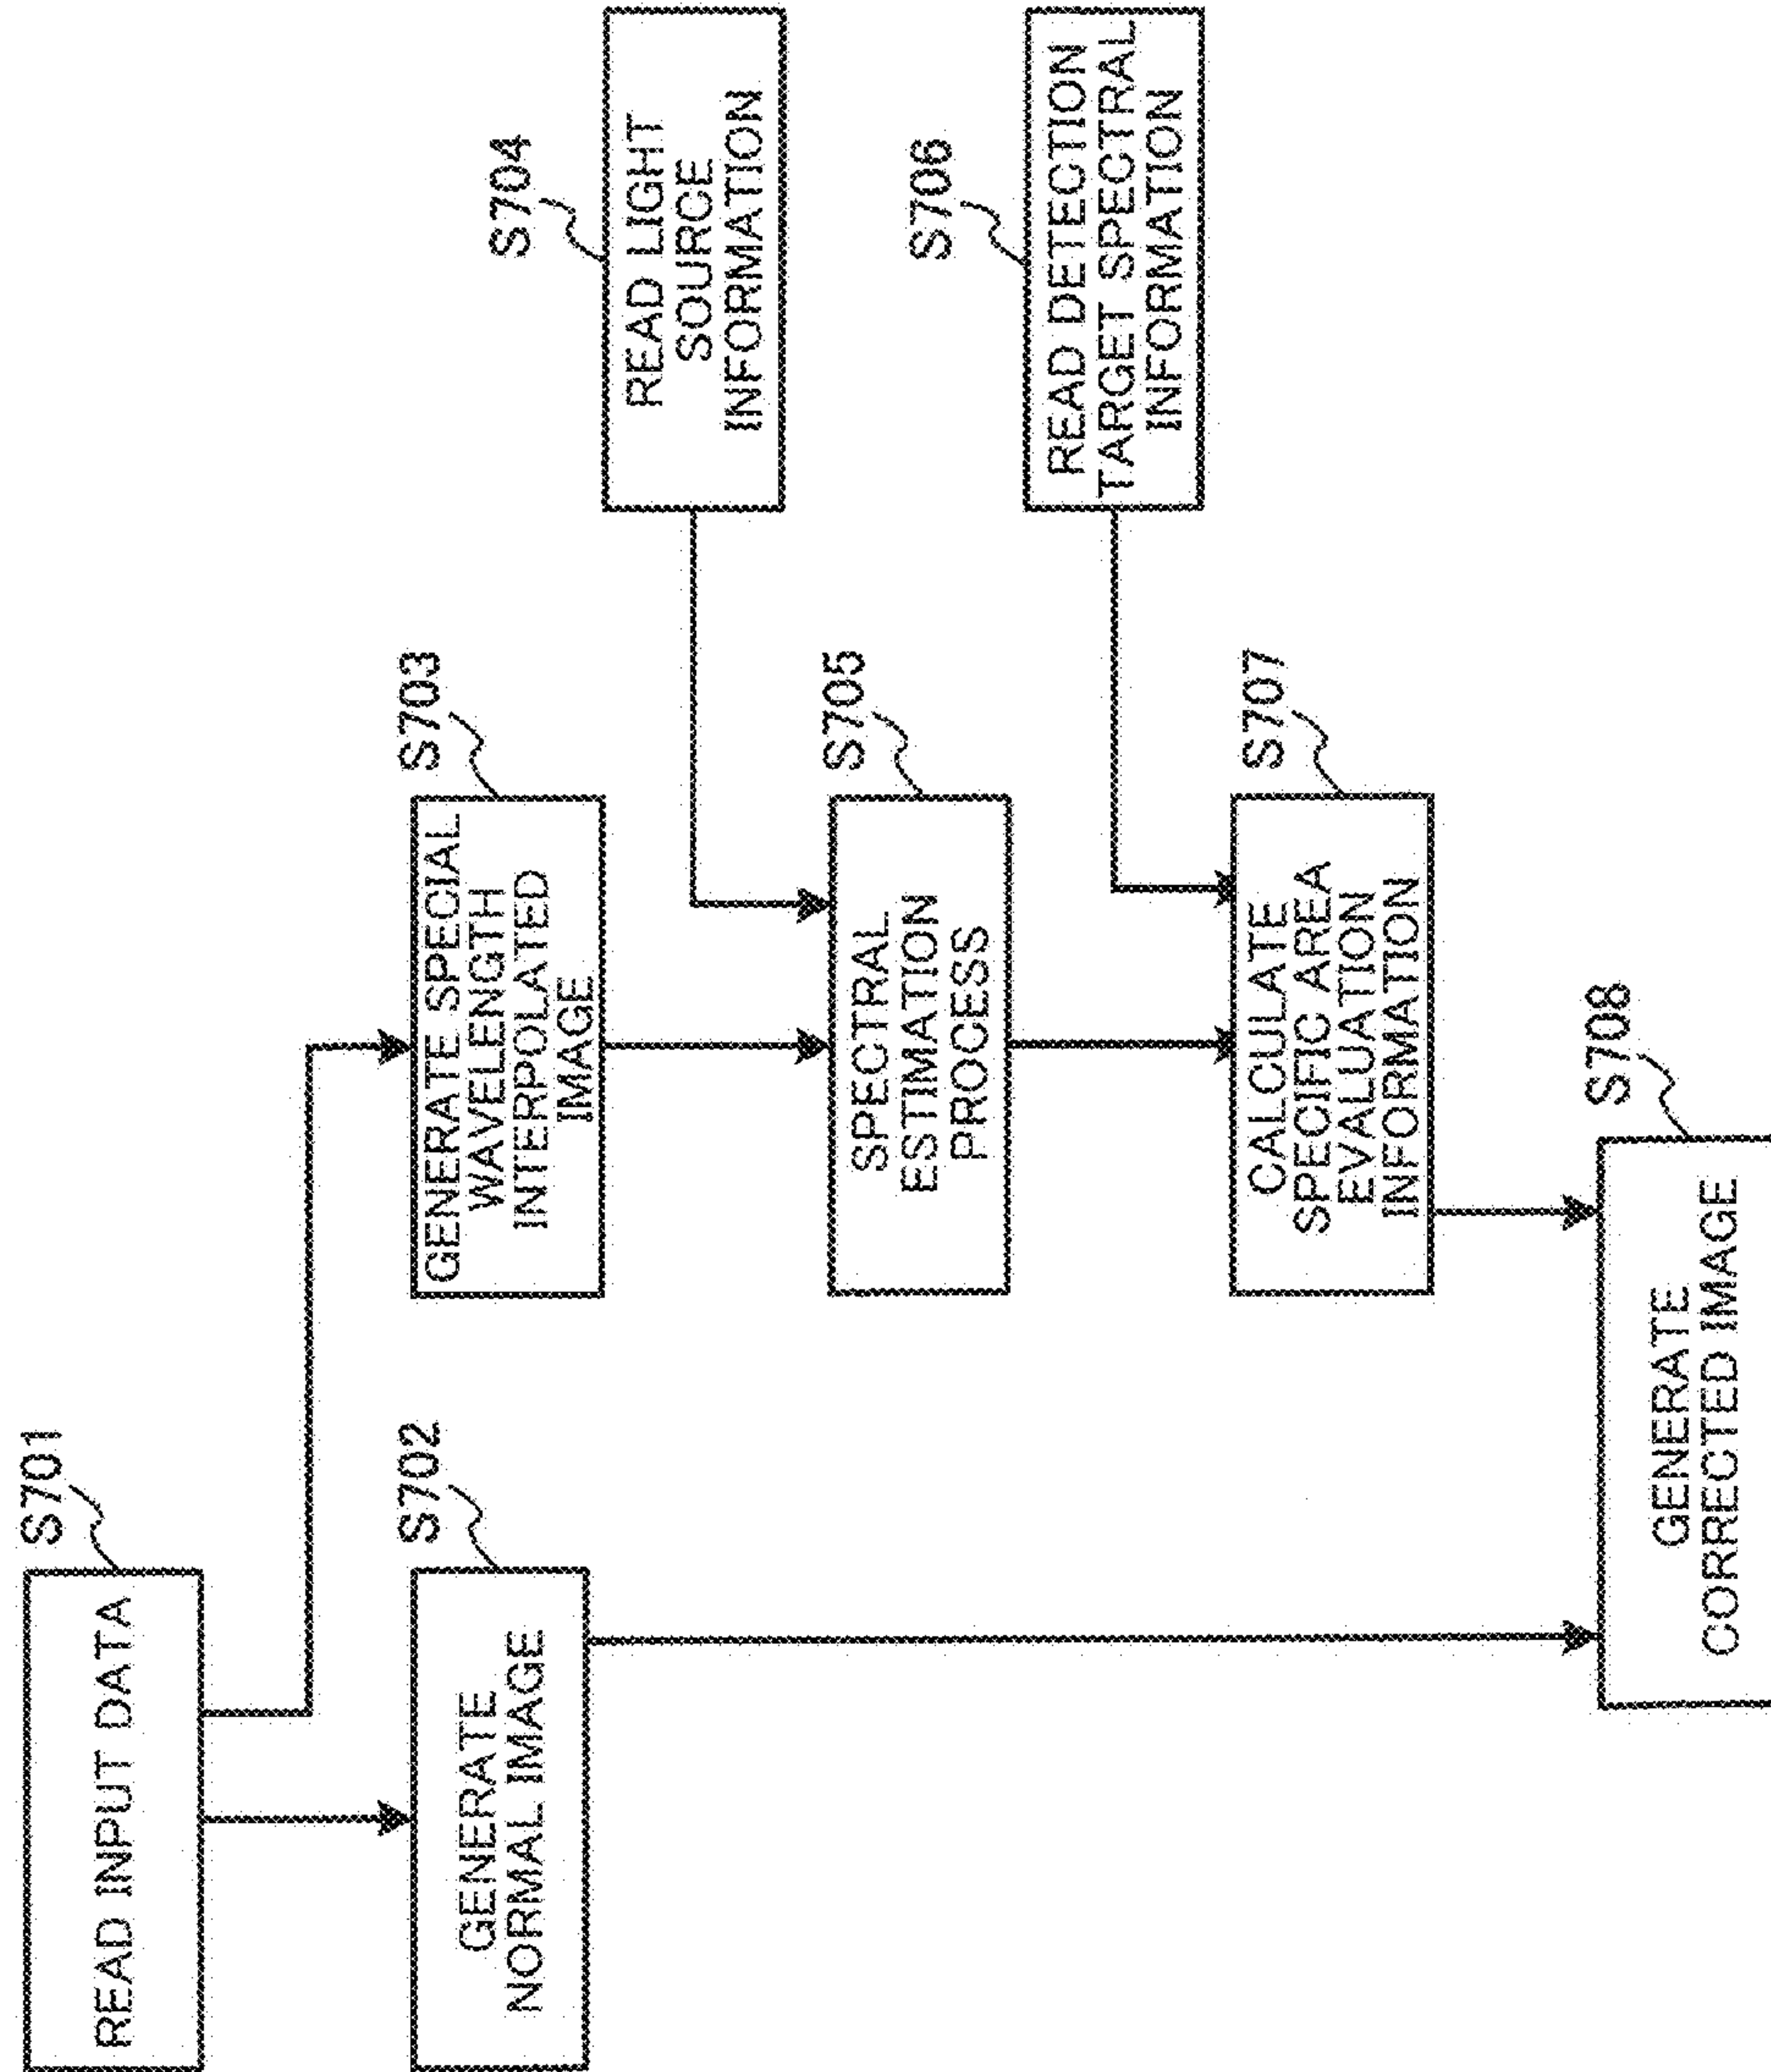 S701
READ INPUT DATA
S702
GENERATE
NORMAL IMAGE
S703
GENERATE SPECIAL
WAVELENGTH
INTERPOLATED
IMAGE
S704
READ LIGHT
SOURCE
INFORMATION
S705
SPECTRAL
ESTIMATION
PROCESS
S706
READ DETECTION
TARGET SPECTRAL
INFORMATION
S707
CALCULATE
SPECIFIC AREA
EVALUATION
INFORMATION
S708
GENERATE
CORRECTED IMAGE